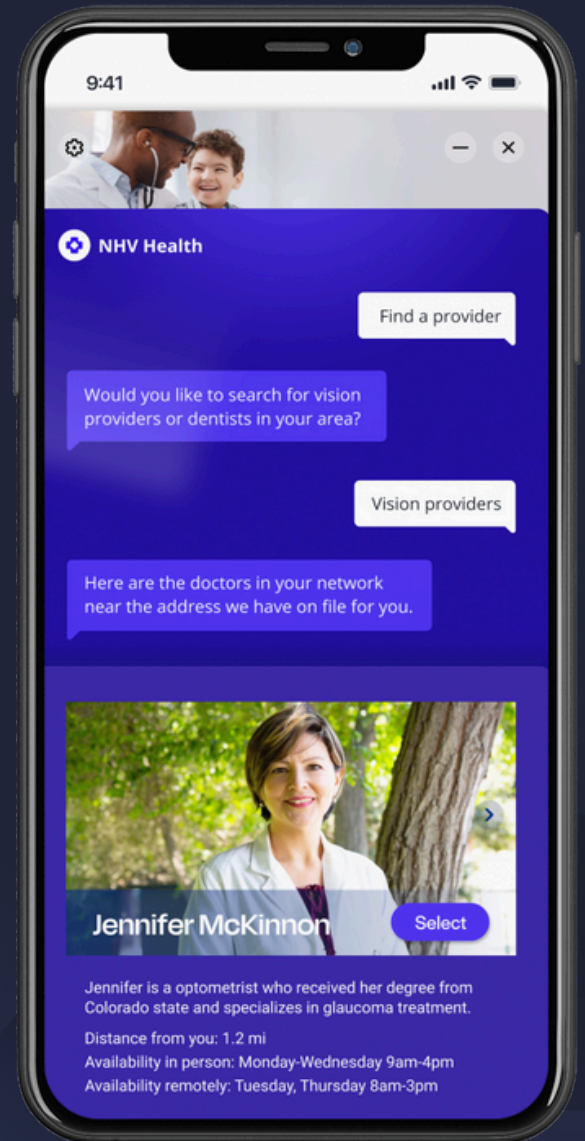 9:41
NHV Health
Find a provider
Would you like to search for vision
providers or dentists in your area?
Vision providers
Here are the doctors in your network
near the address we have on file for you.
Jennifer McKinnon
Select
Jennifer is a optometrist who received her degree from
Colorado state and specializes in glaucoma treatment.
Distance from you: 1.2 mi
Availability in person: Monday-Wednesday 9am-4pm
Availability remotely: Tuesday, Thursday 8am-3pm